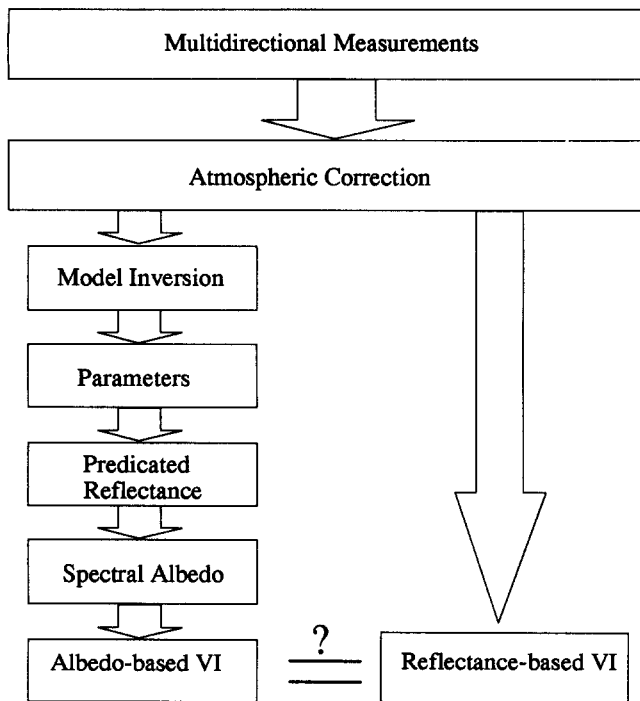 Multidirectional Measurements
Atmospheric Correction
Model Inversion
Parameters
Predicated
Reflectance
Spectral Albedo
Albedo-based VI
?
=
Reflectance-based VI